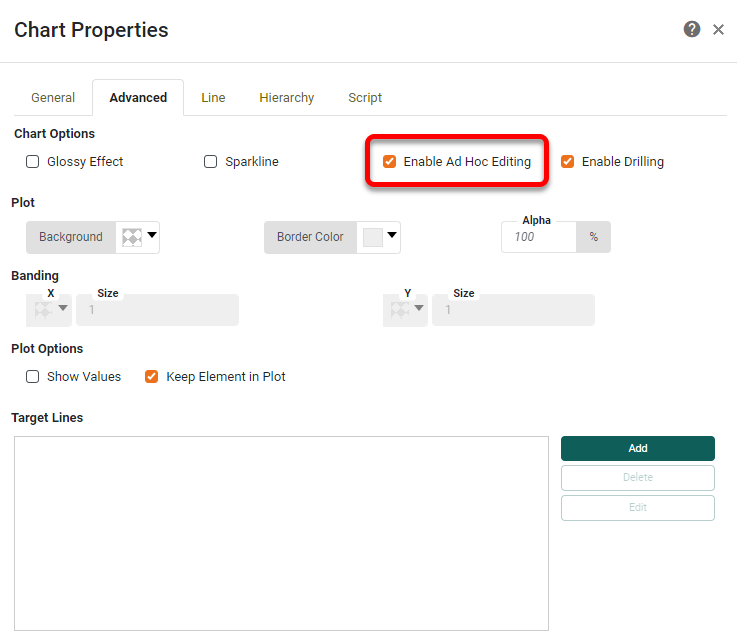 Chart Properties
General Advanced Line Hierarchy Script
Chart Options
Glossy Effect Sparkline Enable Ad Hoc Editing Enable Drilling
Plot
Background Border Color Alpha 100 %
Banding
X Size 1 Y Size 1
Plot Options
Show Values Keep Element in Plot
Target Lines
Add
Delete
Edit